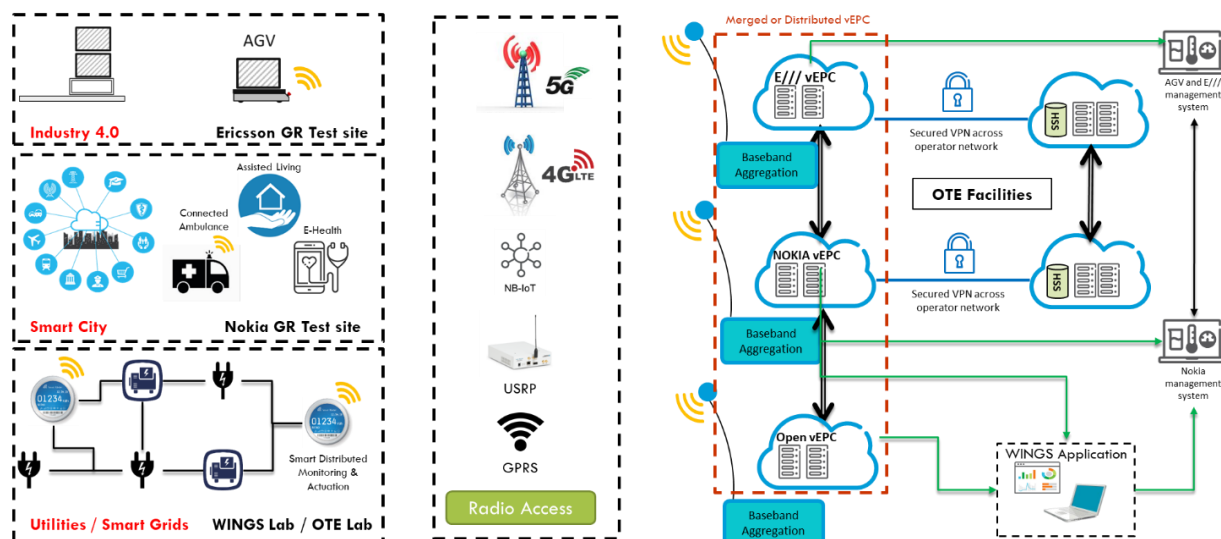 AGV
Industry 4.0
Ericsson GR Test site
Assisted Living
Connected
Ambulance
E-Health
Smart City
Nokia GR Test site
01234
01234
Smart Distributed
Monitoring &
Actuation
Utilities / Smart Grids
WINGS Lab / OTE Lab
5G
4G LTE
NB-IoT
USRP
GPRS
Radio Access
Merged or Distributed vEPC
E/// vEPC
Baseband
Aggregation
Secured VPN across
operator network
HSS
AGV and E///
management
system
OTE Facilities
NOKIA vEPC
Baseband
Aggregation
Secured VPN across
operator network
HSS
Nokia
management
system
Open vEPC
Baseband
Aggregation
WINGS Application